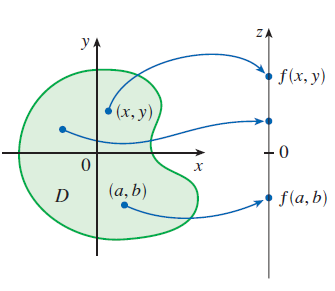 y
z
f(x, y)
(x, y)
0
0
x
D
(a, b)
f(a, b)